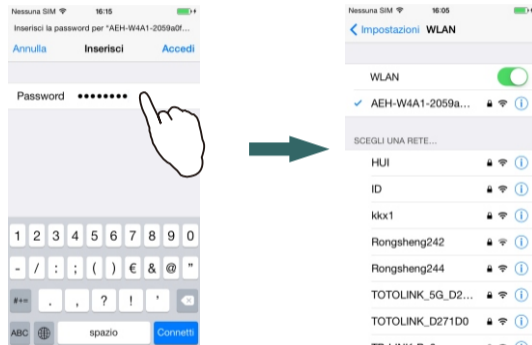 Nessuna SIM 16:15
Inserisci la password per "AEH-W4A1-2059a0f...
Annulla Inserisci Accedi
Password ••••••••
1 2 3 4 5 6 7 8 9 0
- / : ; ( ) € & @ "
#+= . , ? ! '
ABC spazio Connetti
Nessuna SIM 16:05
Impostazioni WLAN
WLAN
AEH-W4A1-2059a...
SCEGLI UNA RETE...
HUI
ID
kkx1
Rongsheng242
Rongsheng244
TOTOLINK_5G_D2...
TOTOLINK_D271D0